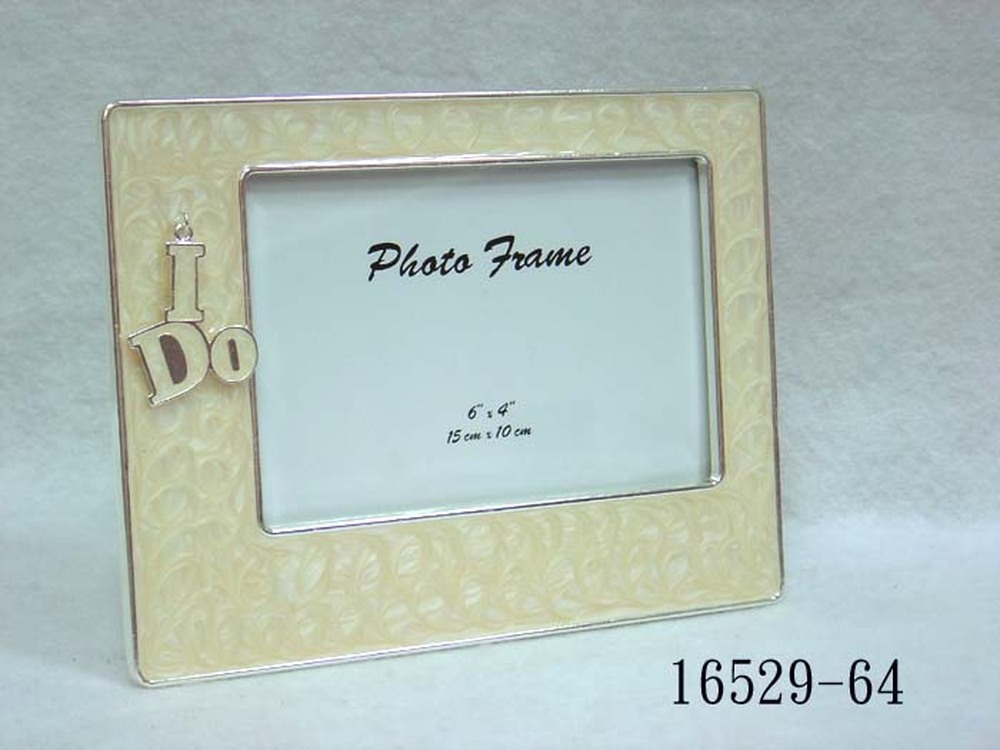 I
Do
Photo Frame
6" x 4"
15 cm x 10 cm
16529-64